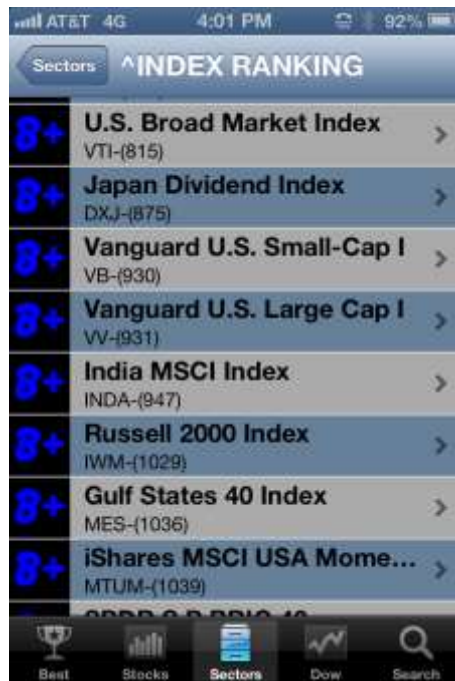 AT&T 4G 4:01 PM 92%
Sectors ^INDEX RANKING
8+ U.S. Broad Market Index
VTI-(815)
8+ Japan Dividend Index
DXJ-(875)
8+ Vanguard U.S. Small-Cap I
VB-(930)
8+ Vanguard U.S. Large Cap I
VV-(931)
8+ India MSCI Index
INDA-(947)
8+ Russell 2000 Index
IWM-(1029)
8+ Gulf States 40 Index
MES-(1036)
8+ iShares MSCI USA Mome...
MTUM-(1039)
Best Stocks Sectors Dow Search